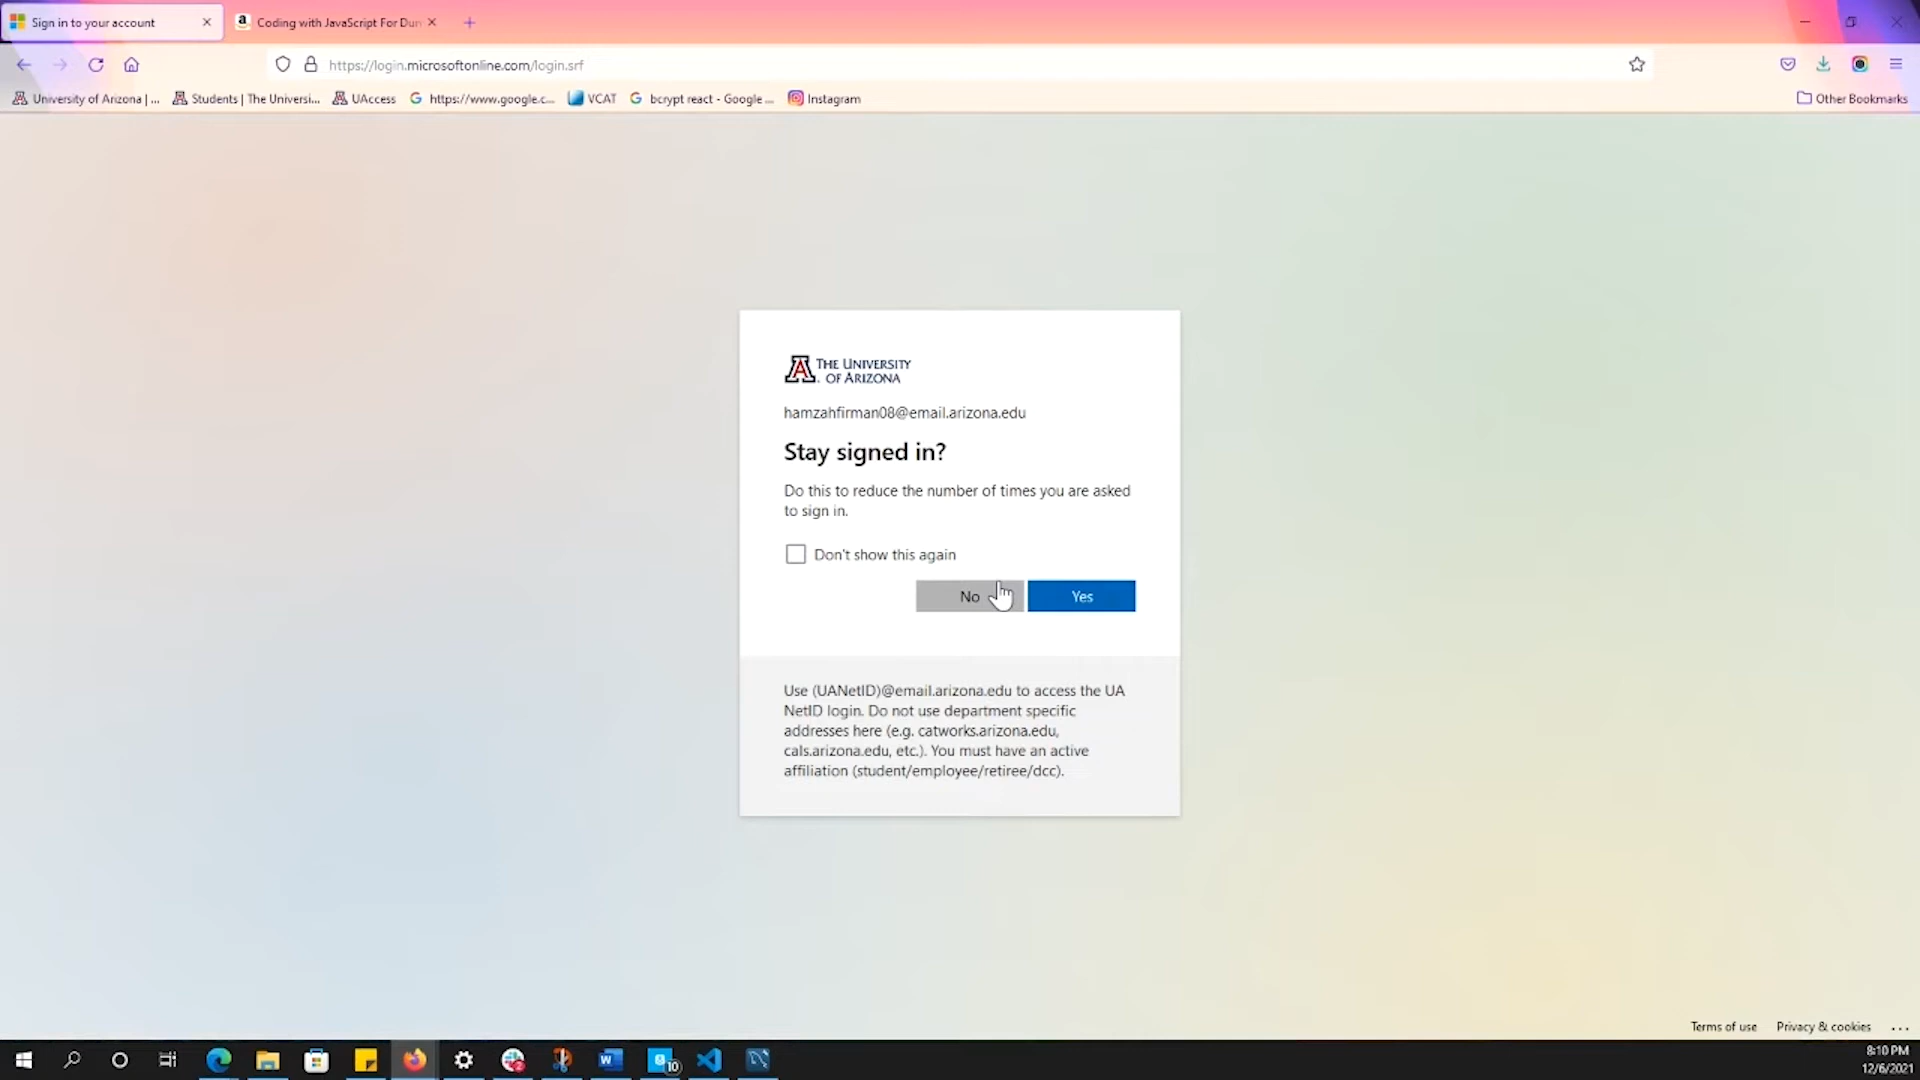 Sign in to your account
Coding with JavaScript For Dum
https://login.microsoftonline.com/login.srf
University of Arizona | ...
Students | The Universi...
UAccess
https://www.google.c...
VCAT
bcrypt react - Google ...
Instagram
Other Bookmarks
THE UNIVERSITY
OF ARIZONA
hamzahfirman08@email.arizona.edu
Stay signed in?
Do this to reduce the number of times you are asked
to sign in.
Don't show this again
No
Yes
Use (UANetID)@email.arizona.edu to access the UA
NetID login. Do not use department specific
addresses here (e.g. catworks.arizona.edu,
cals.arizona.edu, etc.). You must have an active
affiliation (student/employee/retiree/dcc).
Terms of use
Privacy & cookies
...
10
8:10 PM
12/6/2021